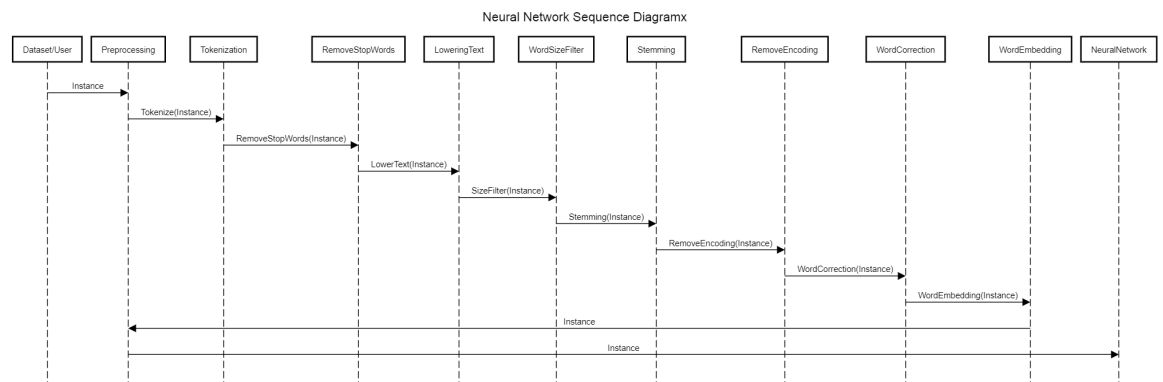 Neural Network Sequence Diagramx
Dataset/User Preprocessing Tokenization RemoveStopWords LoweringText WordSizeFilter Stemming RemoveEncoding WordCorrection WordEmbedding NeuralNetwork
Instance
Tokenize(Instance)
RemoveStopWords(Instance)
LowerText(Instance)
SizeFilter(Instance)
Stemming(Instance)
RemoveEncoding(Instance)
WordCorrection(Instance)
WordEmbedding(Instance)
Instance
Instance